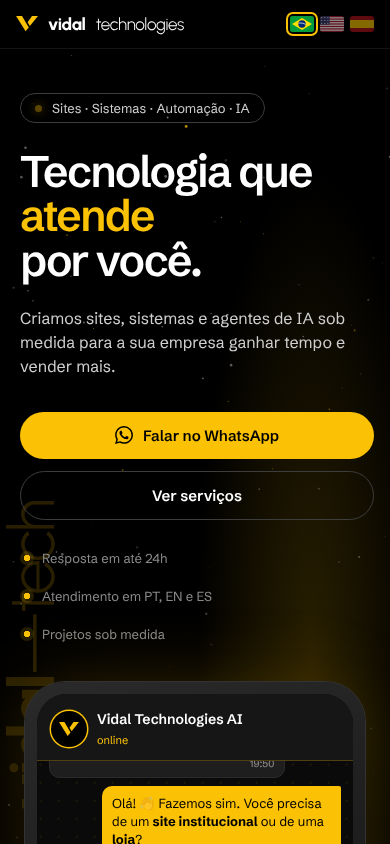 vidal technologies
Sites · Sistemas · Automação · IA
Tecnologia que
atende
por você.
Criamos sites, sistemas e agentes de IA sob
medida para a sua empresa ganhar tempo e
vender mais.
Falar no WhatsApp
Ver serviços
Resposta em até 24h
Atendimento em PT, EN e ES
Projetos sob medida
Vidal Technologies AI
online
19:50
Olá! 👋 Fazemos sim. Você precisa
de um site institucional ou de uma
loja?